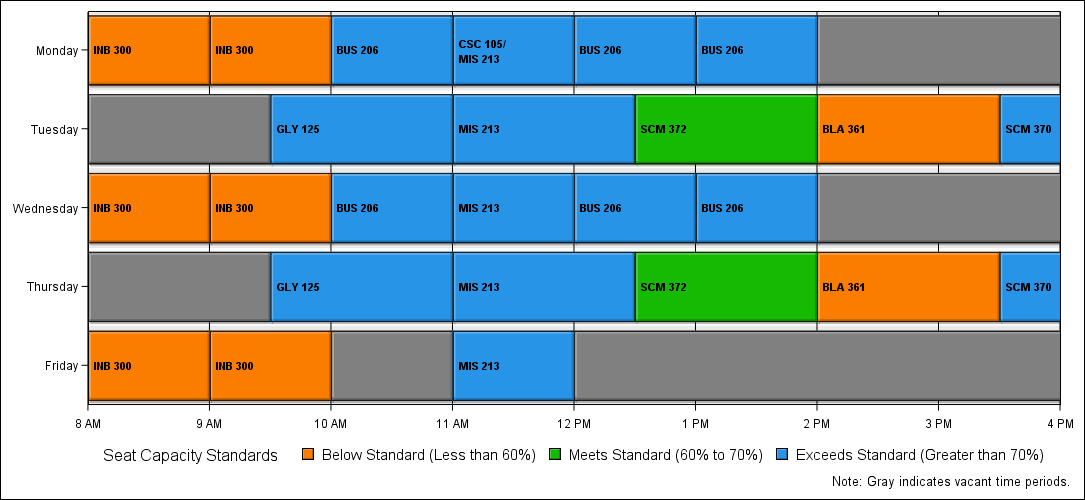 Monday
INB 300
INB 300
BUS 206
CSC 105/
MIS 213
BUS 206
BUS 206
Tuesday
GLY 125
MIS 213
SCM 372
BLA 361
SCM 370
Wednesday
INB 300
INB 300
BUS 206
MIS 213
BUS 206
BUS 206
Thursday
GLY 125
MIS 213
SCM 372
BLA 361
SCM 370
Friday
INB 300
INB 300
MIS 213
8 AM 9 AM 10 AM 11 AM 12 PM 1 PM 2 PM 3 PM 4 PM
Seat Capacity Standards Below Standard (Less than 60%) Meets Standard (60% to 70%) Exceeds Standard (Greater than 70%)
Note: Gray indicates vacant time periods.